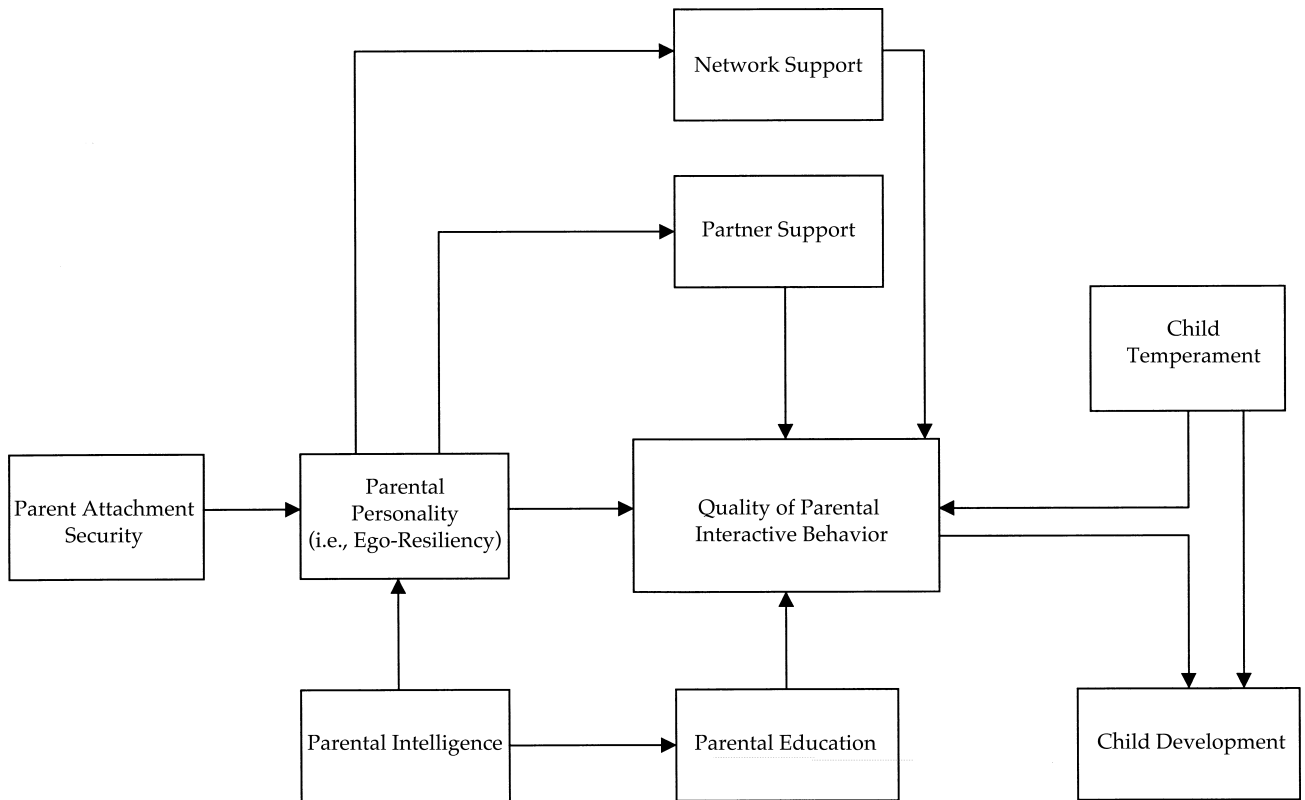 Network Support
Partner Support
Child
Temperament
Parent Attachment
Security
Parental
Personality
(i.e., Ego-Resiliency)
Quality of Parental
Interactive Behavior
Parental Intelligence
Parental Education
Child Development